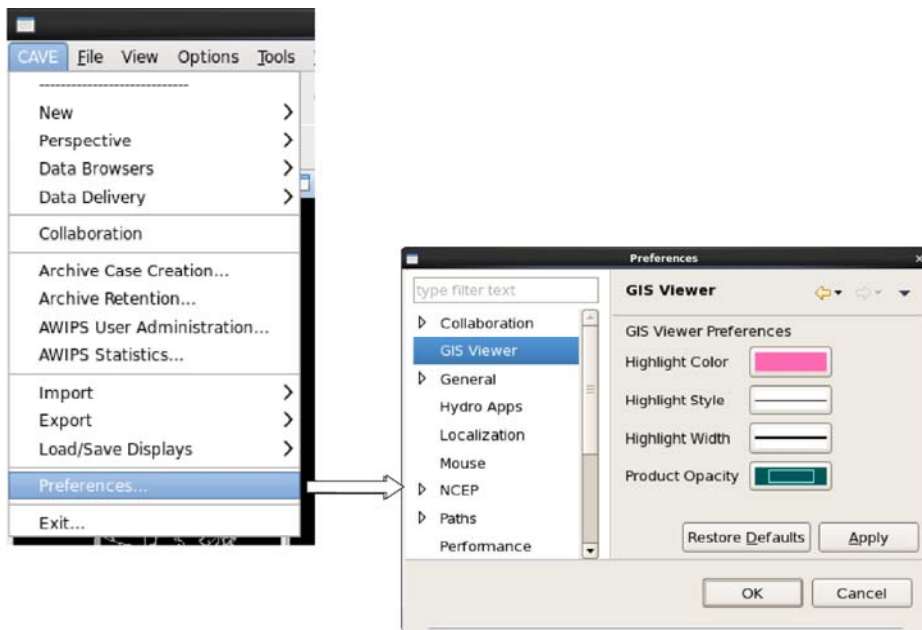 CAVE File View Options Tools
New
Perspective
Data Browsers
Data Delivery
Collaboration
Archive Case Creation...
Archive Retention...
AWIPS User Administration...
AWIPS Statistics...
Import
Export
Load/Save Displays
Preferences...
Exit...
Preferences
type filter text
Collaboration
GIS Viewer
General
Hydro Apps
Localization
Mouse
NCEP
Paths
Performance
GIS Viewer
GIS Viewer Preferences
Highlight Color
Highlight Style
Highlight Width
Product Opacity
Restore Defaults Apply
OK Cancel